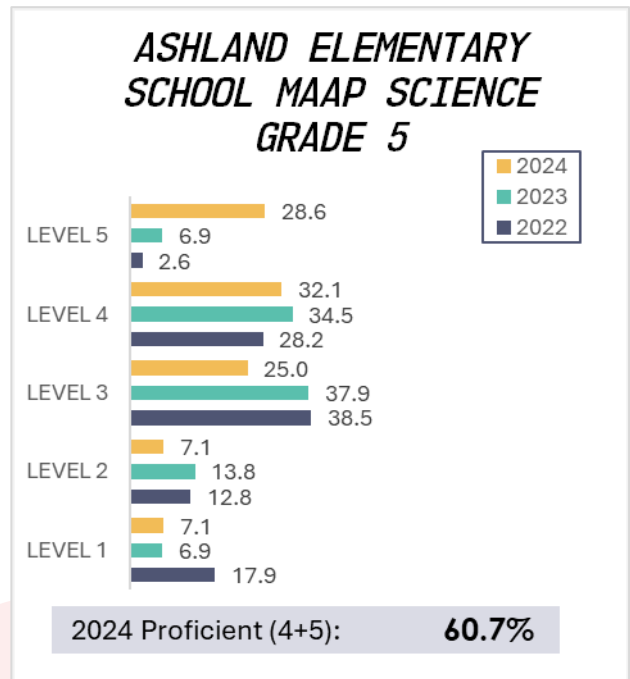 ASHLAND ELEMENTARY
SCHOOL MAAP SCIENCE
GRADE 5
2024
2023
2022
LEVEL 5
28.6
6.9
2.6
LEVEL 4
32.1
34.5
28.2
LEVEL 3
25.0
37.9
38.5
LEVEL 2
7.1
13.8
12.8
LEVEL 1
7.1
6.9
17.9
2024 Proficient (4+5): 60.7%